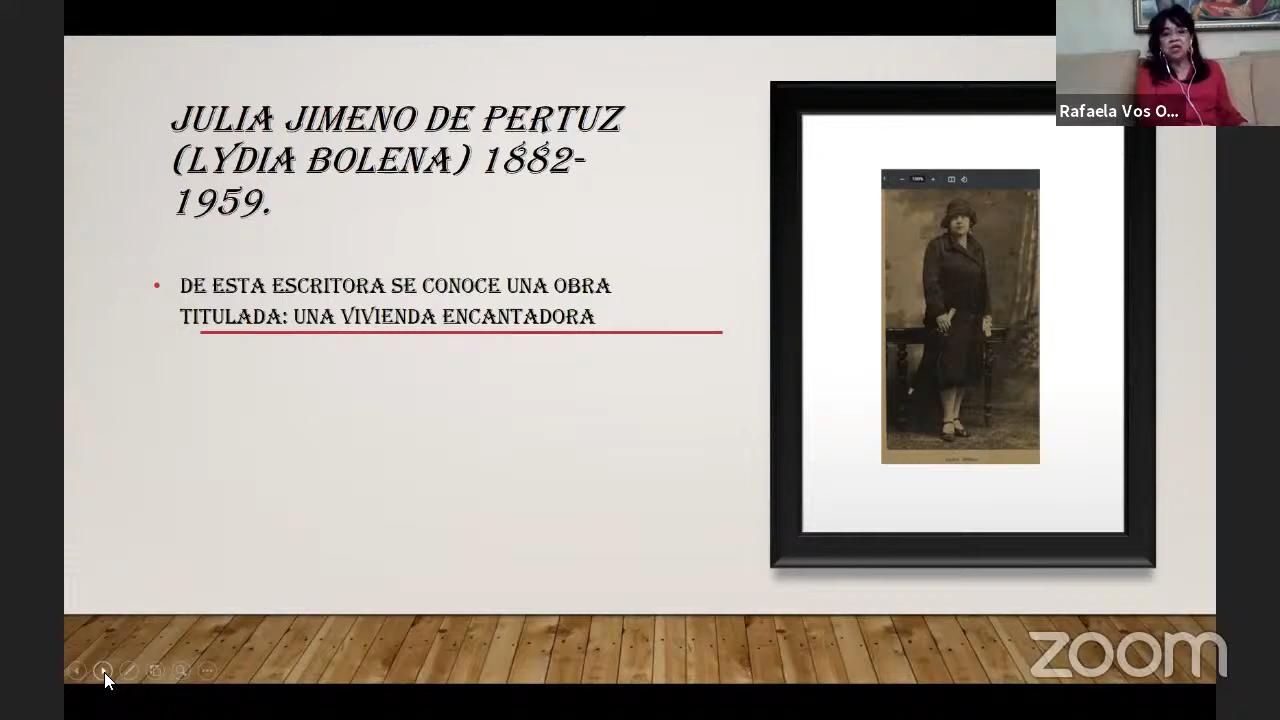 JULIA JIMENO DE PERTUZ
(LYDIA BOLENA) 1882-
1959.
• DE ESTA ESCRITORA SE CONOCE UNA OBRA
TITULADA: UNA VIVIENDA ENCANTADORA
Rafaela Vos O...
100%
zoom